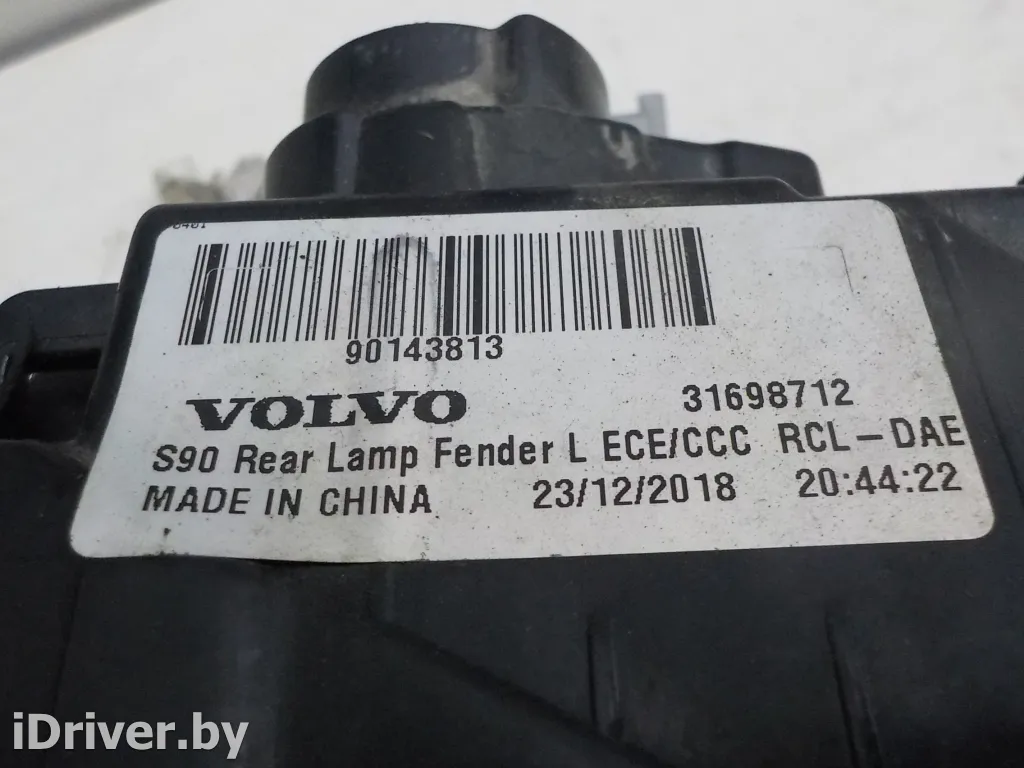 90143813
VOLVO 31698712
S90 Rear Lamp Fender L ECE/CCC RCL-DAE
MADE IN CHINA 23/12/2018 20:44:22
iDriver.by